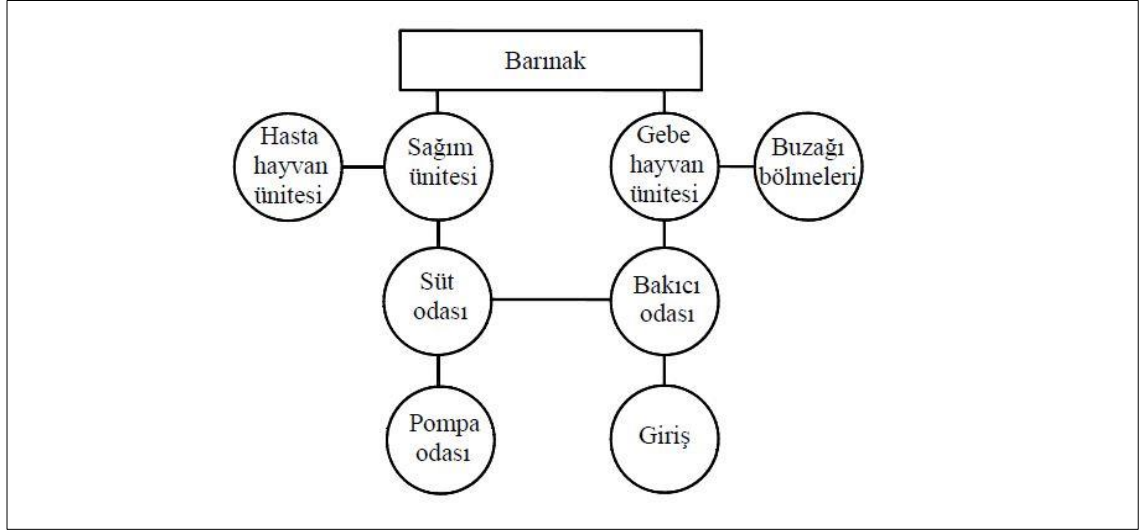 Barınak
Hasta
hayvan
ünitesi
Sağım
ünitesi
Gebe
hayvan
ünitesi
Buzağı
bölmeleri
Süt
odası
Bakıcı
odası
Pompa
odası
Giriş